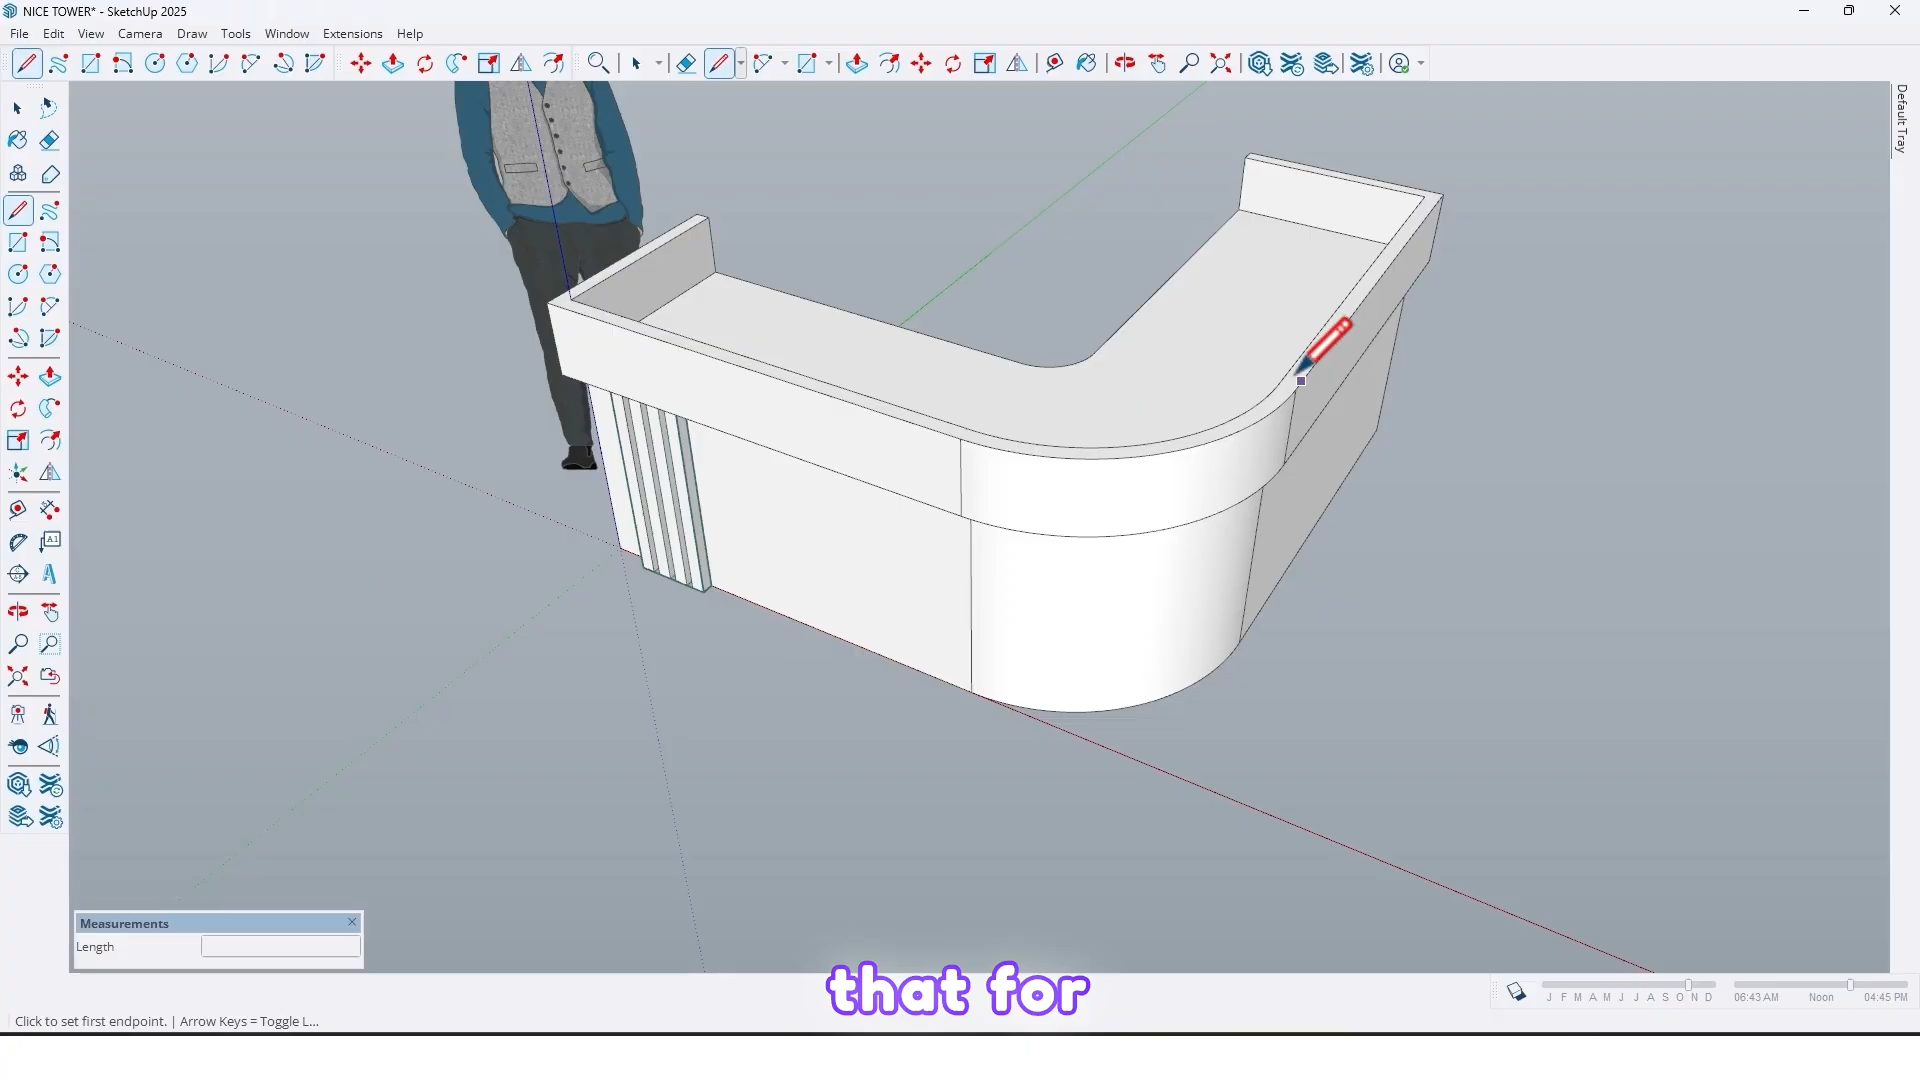 NICE TOWER* - SketchUp 2025
File Edit View Camera Draw Tools Window Extensions Help
Default Tray
A1
Measurements
Length
that for
J F M A M J J A S O N D
06:43 AM Noon 04:45 PM
Click to set first endpoint. | Arrow Keys = Toggle L...